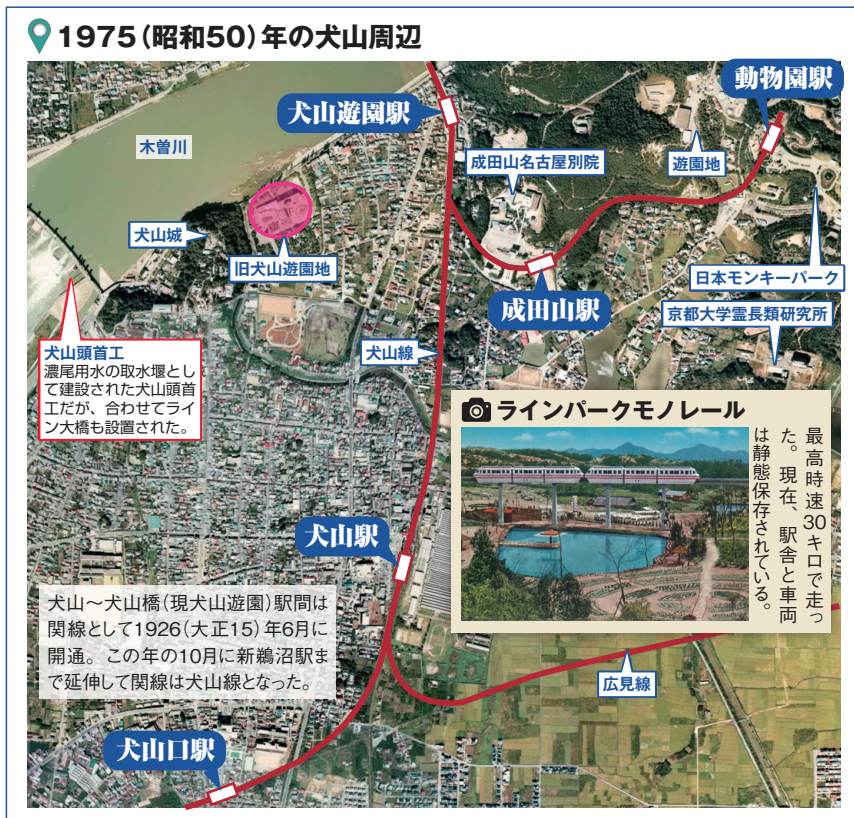 1975(昭和50)年の犬山周辺
犬山遊園駅
動物園駅
木曽川
成田山名古屋別院
遊園地
犬山城
旧犬山遊園地
成田山駅
日本モンキーパーク
京都大学霊長類研究所
犬山頭首工
濃尾用水の取水堰とし
て建設された犬山頭首
工だが、合わせてライ
ン大橋も設置された。
犬山線
ラインパークモノレール
最高時速30キロで走っ
た。現在、駅舎と車両
は静態保存されている。
犬山駅
犬山〜犬山橋(現犬山遊園)駅間は
関線として1926(大正15)年6月に
開通。この年の10月に新鵜沼駅ま
で延伸して関線は犬山線となった。
広見線
犬山口駅